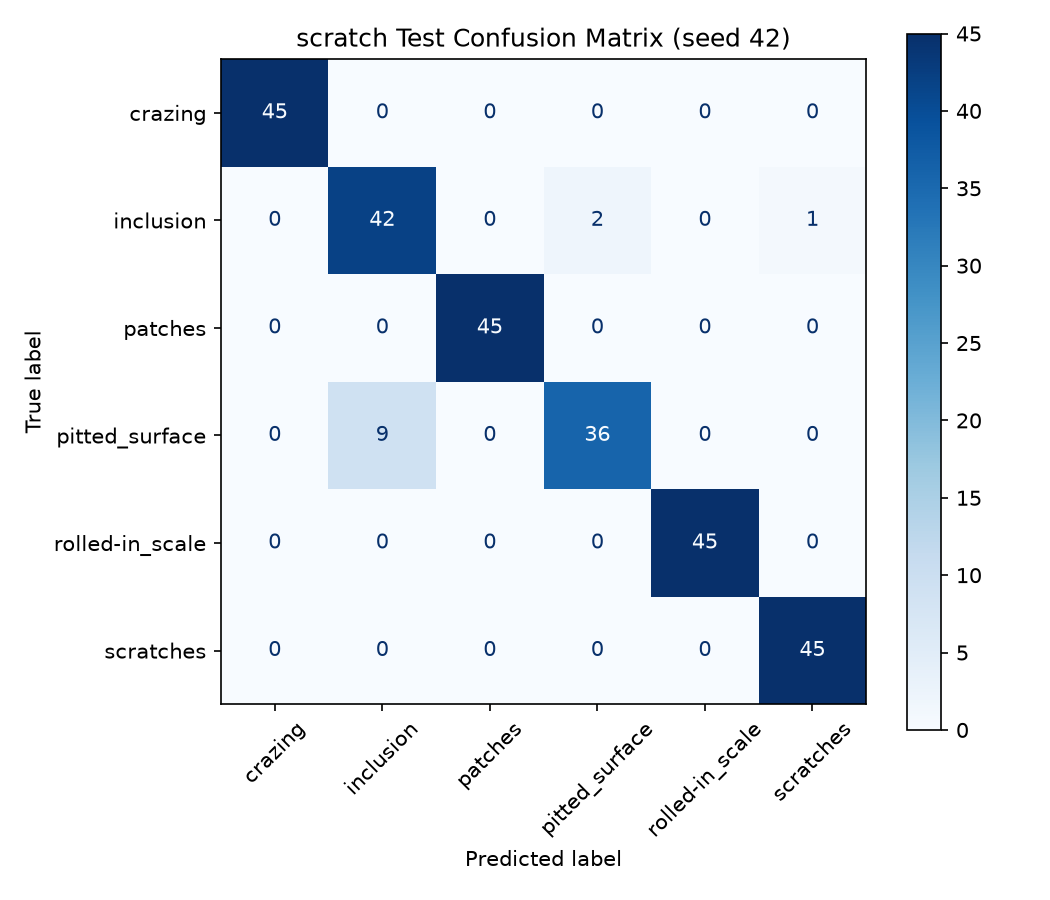 scratch Test Confusion Matrix (seed 42)
crazing 45 0 0 0 0 0
inclusion 0 42 0 2 0 1
patches 0 0 45 0 0 0
pitted_surface 0 9 0 36 0 0
rolled-in_scale 0 0 0 0 45 0
scratches 0 0 0 0 0 45
crazing inclusion patches pitted_surface rolled-in_scale scratches
Predicted label
True label
45
40
35
30
25
20
15
10
5
0